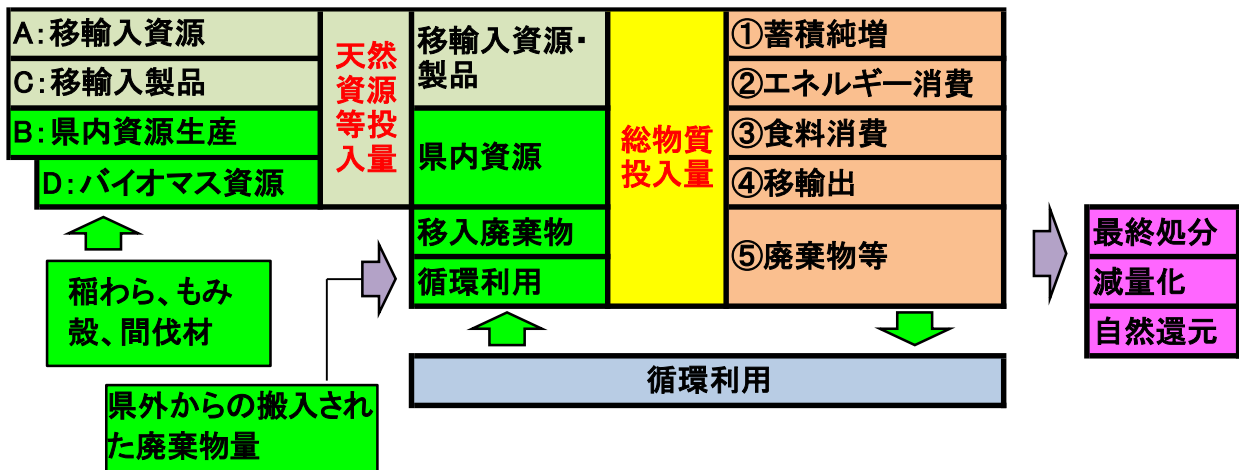 A:移輸入資源
C:移輸入製品
B:県内資源生産
D:バイオマス資源
天然
資源
等投
入量
移輸入資源・
製品
県内資源
移入廃棄物
循環利用
総物質
投入量
①蓄積純増
②エネルギー消費
③食料消費
④移輸出
⑤廃棄物等
最終処分
減量化
自然還元
稲わら、もみ
殻、間伐材
循環利用
県外からの搬入され
た廃棄物量